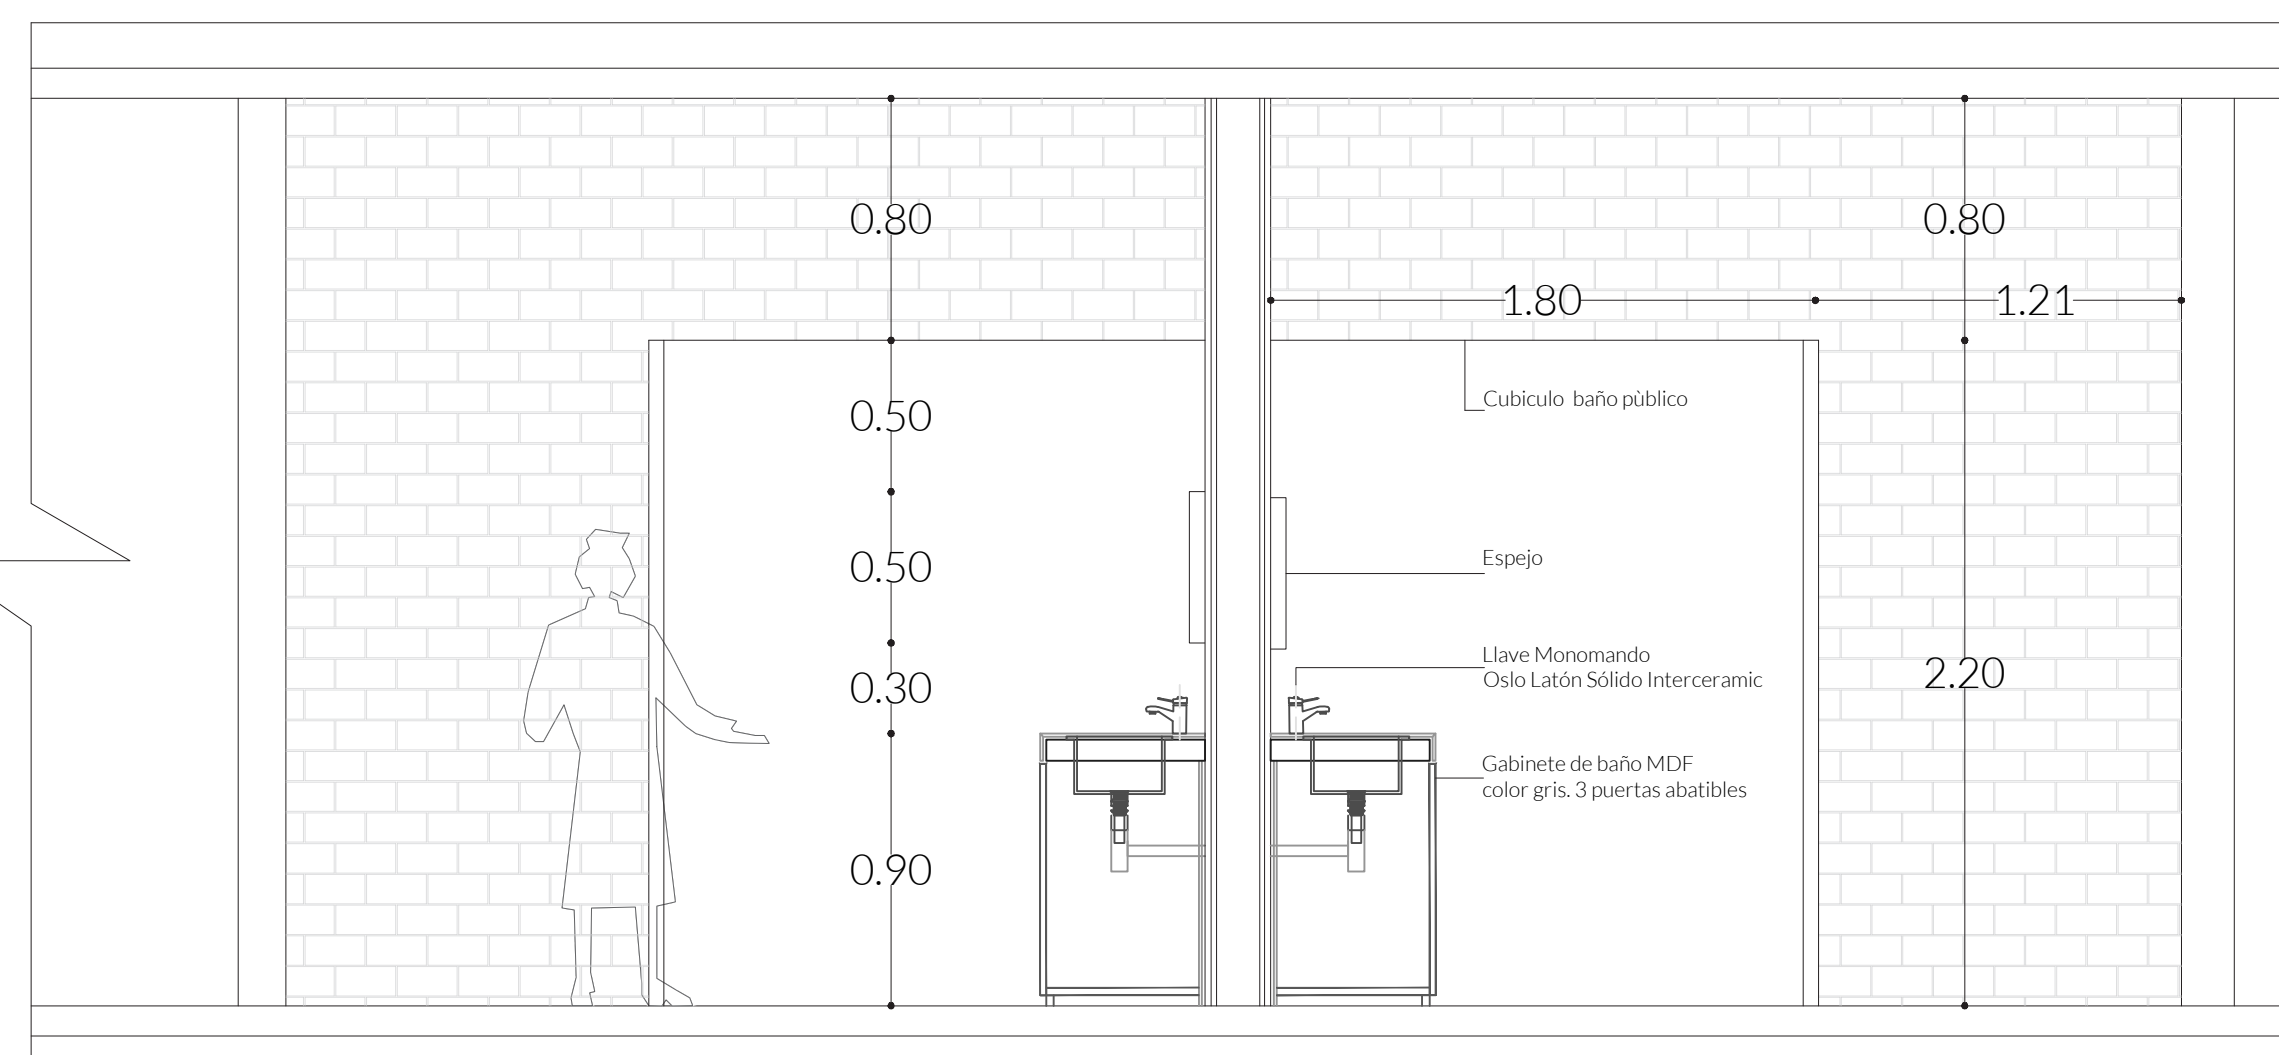 0.80
0.80
1.80
1.21
Cubiculo baño pùblico
0.50
Espejo
0.50
Llave Monomando
Oslo Latón Sólido Interceramic
2.20
0.30
Gabinete de baño MDF
color gris. 3 puertas abatibles
0.90